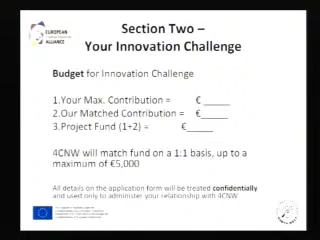 EUROPEAN
ALLIANCE
Section Two –
Your Innovation Challenge
Budget for Innovation Challenge
1.Your Max. Contribution = € _____
2.Our Matched Contribution = €_____
3.Project Fund (1+2) = €_____
4CNW will match fund on a 1:1 basis, up to a
maximum of €5,000
All details on the application form will be treated confidentially
and used only to administer your relationship with 4CNW.